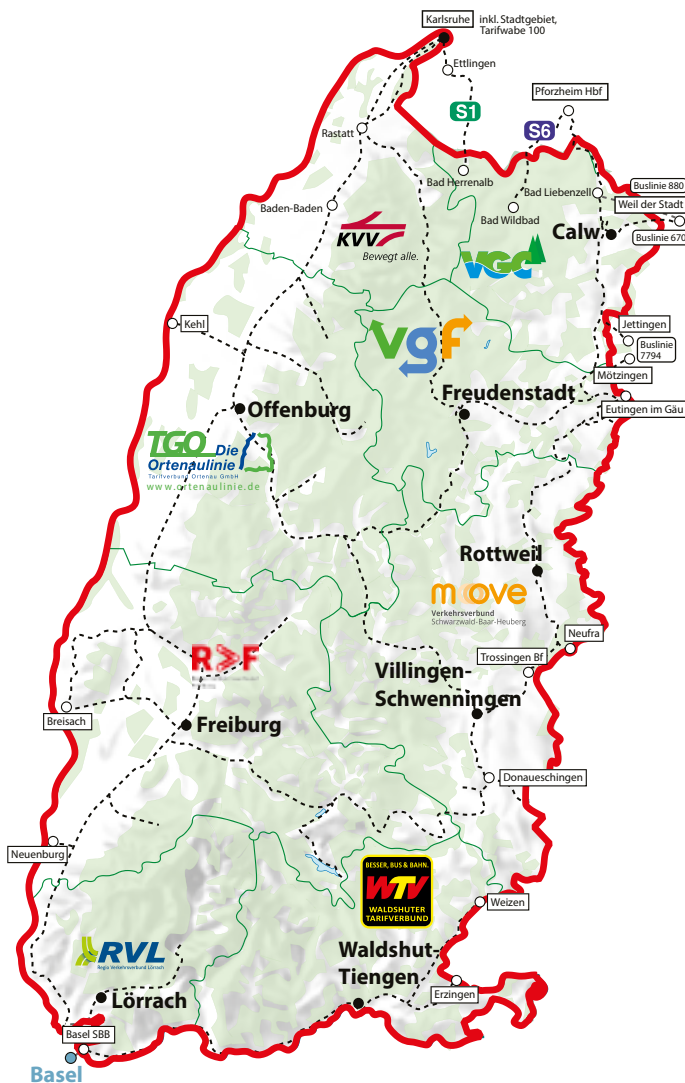 Karlsruhe
inkl. Stadtgebiet,
Tarifwabe 100
Ettlingen
Pforzheim Hbf
S1
S6
Rastatt
Bad Herrenalb
Bad Liebenzell
Buslinie 880
Weil der Stadt
Baden-Baden
Bad Wildbad
Calw
Buslinie 670
KVV
Bewegt alle.
VGC
Kehl
Jettingen
vgf
Buslinie
7794
Mötzingen
Freudenstadt
Offenburg
Eutingen im Gäu
TGO Die
Ortenaulinie
Tarifverbund Ortenau GmbH
www.ortenaulinie.de
Rottweil
move
Verkehrsverbund
Schwarzwald-Baar-Heuberg
Neufra
RVF
Trossingen Bf
Villingen-
Schwenningen
Breisach
Freiburg
Donaueschingen
Neuenburg
BESSER, BUS & BAHN.
WTV
WALDSHUTER
TARIFVERBUND
Weizen
RVL
Regio Verkehrsverbund Lörrach
Waldshut-
Tiengen
Erzingen
Lörrach
Basel SBB
Basel